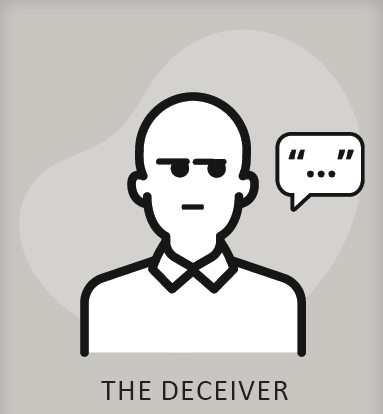 “ ”
...
THE DECEIVER